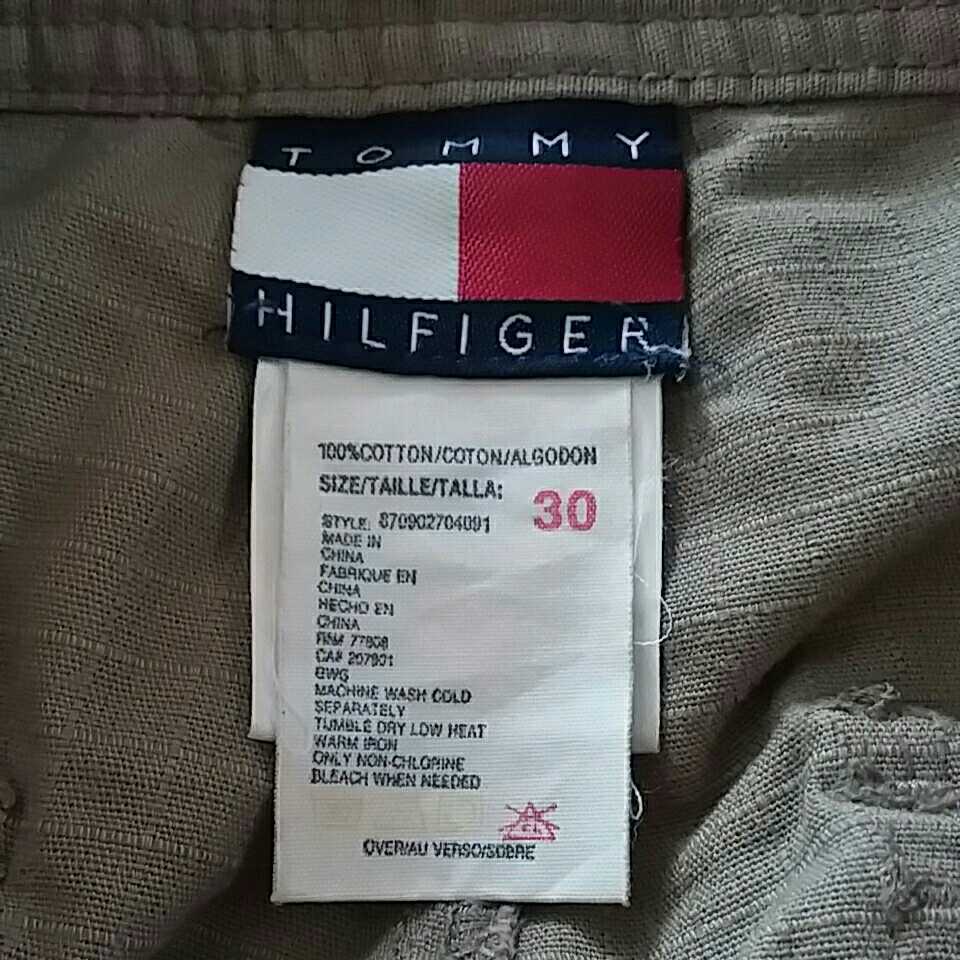 TOMMY
HILFIGER
100%COTTON/COTON/ALGODON
SIZE/TAILLE/TALLA: 30
STYLE: 870902704091
MADE IN
CHINA
FABRIQUE EN
CHINA
HECHO EN
CHINA
RN# 77808
CA# 207901
BWG
MACHINE WASH COLD
SEPARATELY
TUMBLE DRY LOW HEAT
WARM IRON
ONLY NON-CHLORINE
BLEACH WHEN NEEDED
CL
OVER/AU VERSO/SOBRE